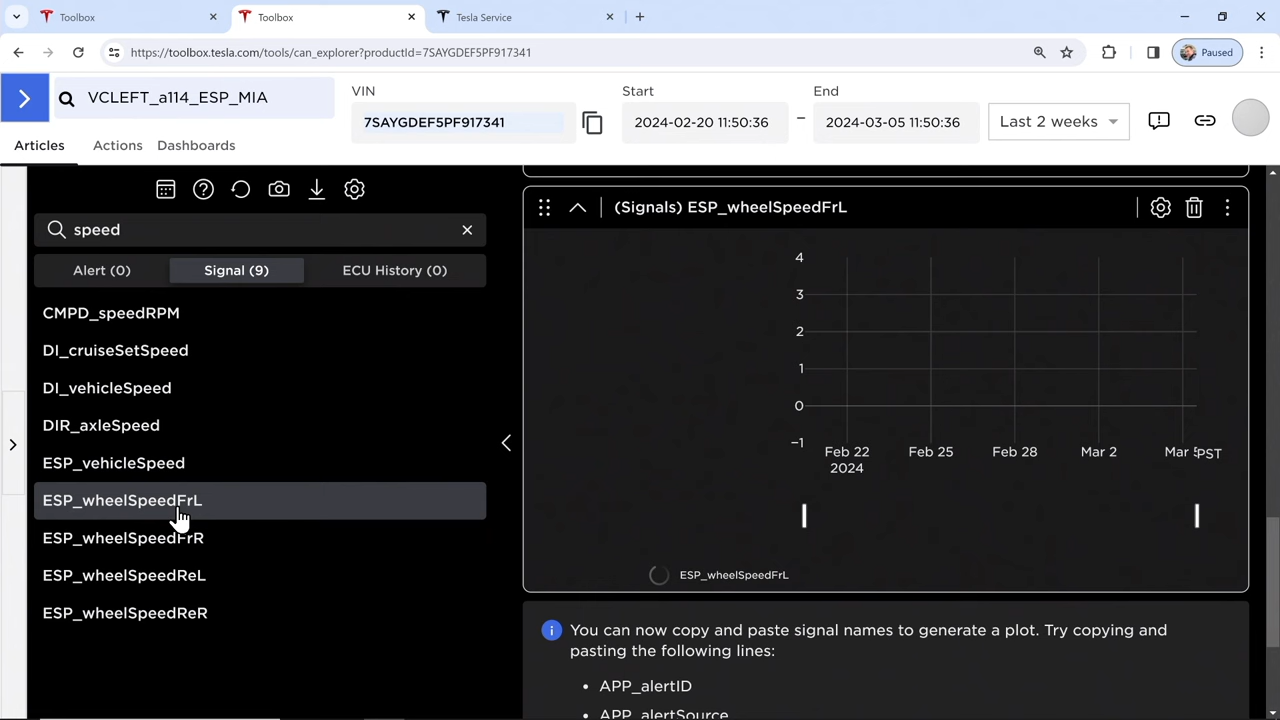 Toolbox
Toolbox
Tesla Service
https://toolbox.tesla.com/tools/can_explorer?productId=7SAYGDEF5PF917341
Paused
VCLEFT_a114_ESP_MIA
VIN
7SAYGDEF5PF917341
Start
2024-02-20 11:50:36
–
End
2024-03-05 11:50:36
Last 2 weeks
Articles
Actions
Dashboards
speed
Alert (0)
Signal (9)
ECU History (0)
CMPD_speedRPM
DI_cruiseSetSpeed
DI_vehicleSpeed
DIR_axleSpeed
ESP_vehicleSpeed
ESP_wheelSpeedFrL
ESP_wheelSpeedFrR
ESP_wheelSpeedReL
ESP_wheelSpeedReR
(Signals) ESP_wheelSpeedFrL
4
3
2
1
0
−1
Feb 22
2024
Feb 25
Feb 28
Mar 2
Mar 5
PST
ESP_wheelSpeedFrL
You can now copy and paste signal names to generate a plot. Try copying and
pasting the following lines:
• APP_alertID
• APP_alertSource